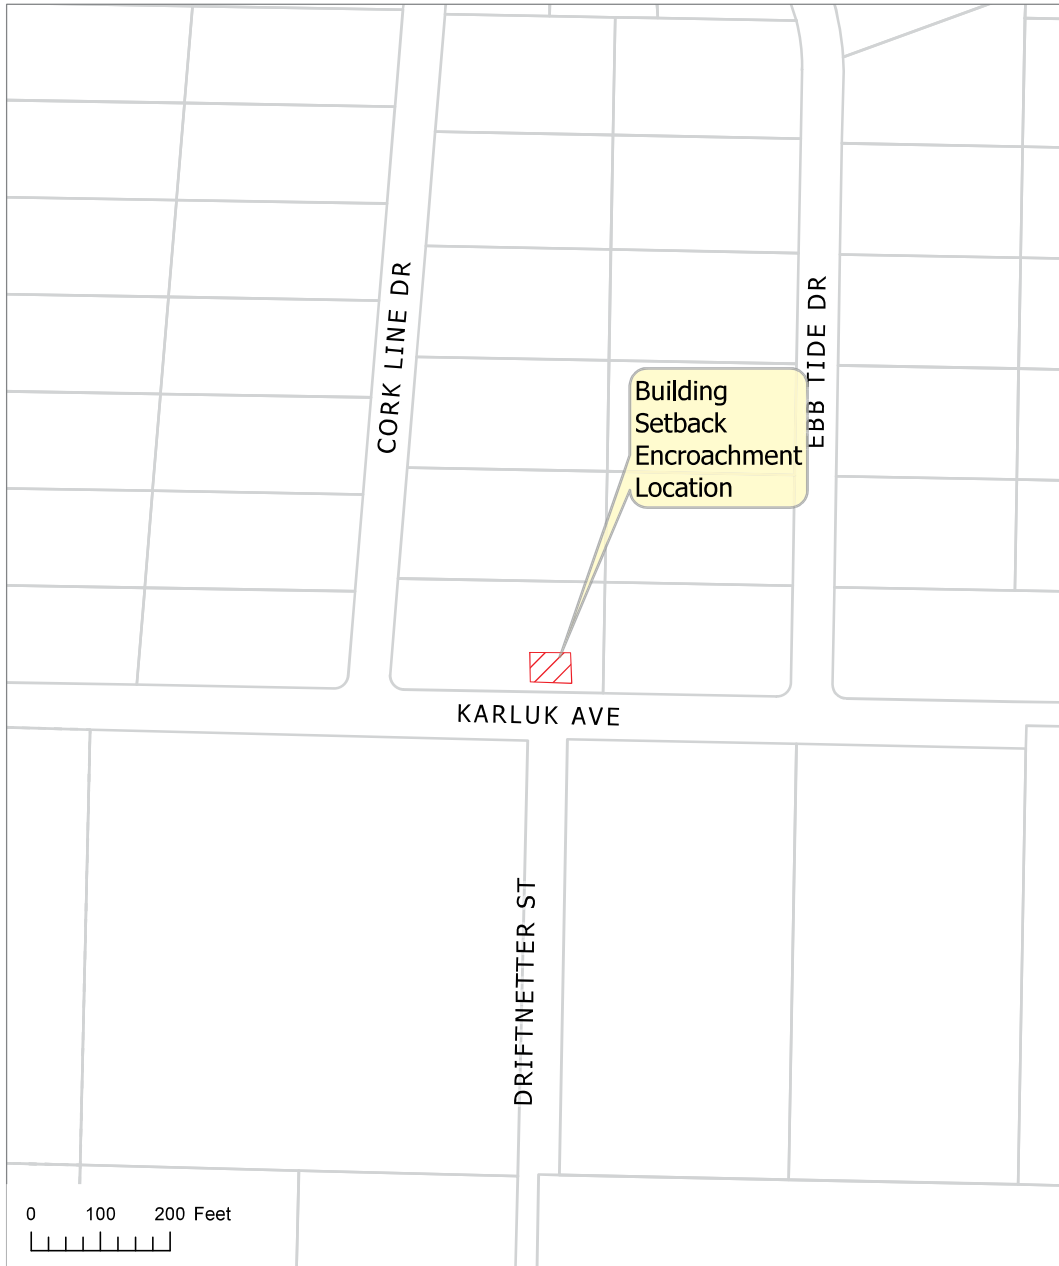 CORK LINE DR
EBB TIDE DR
Building
Setback
Encroachment
Location
KARLUK AVE
DRIFTNETTER ST
0 100 200 Feet